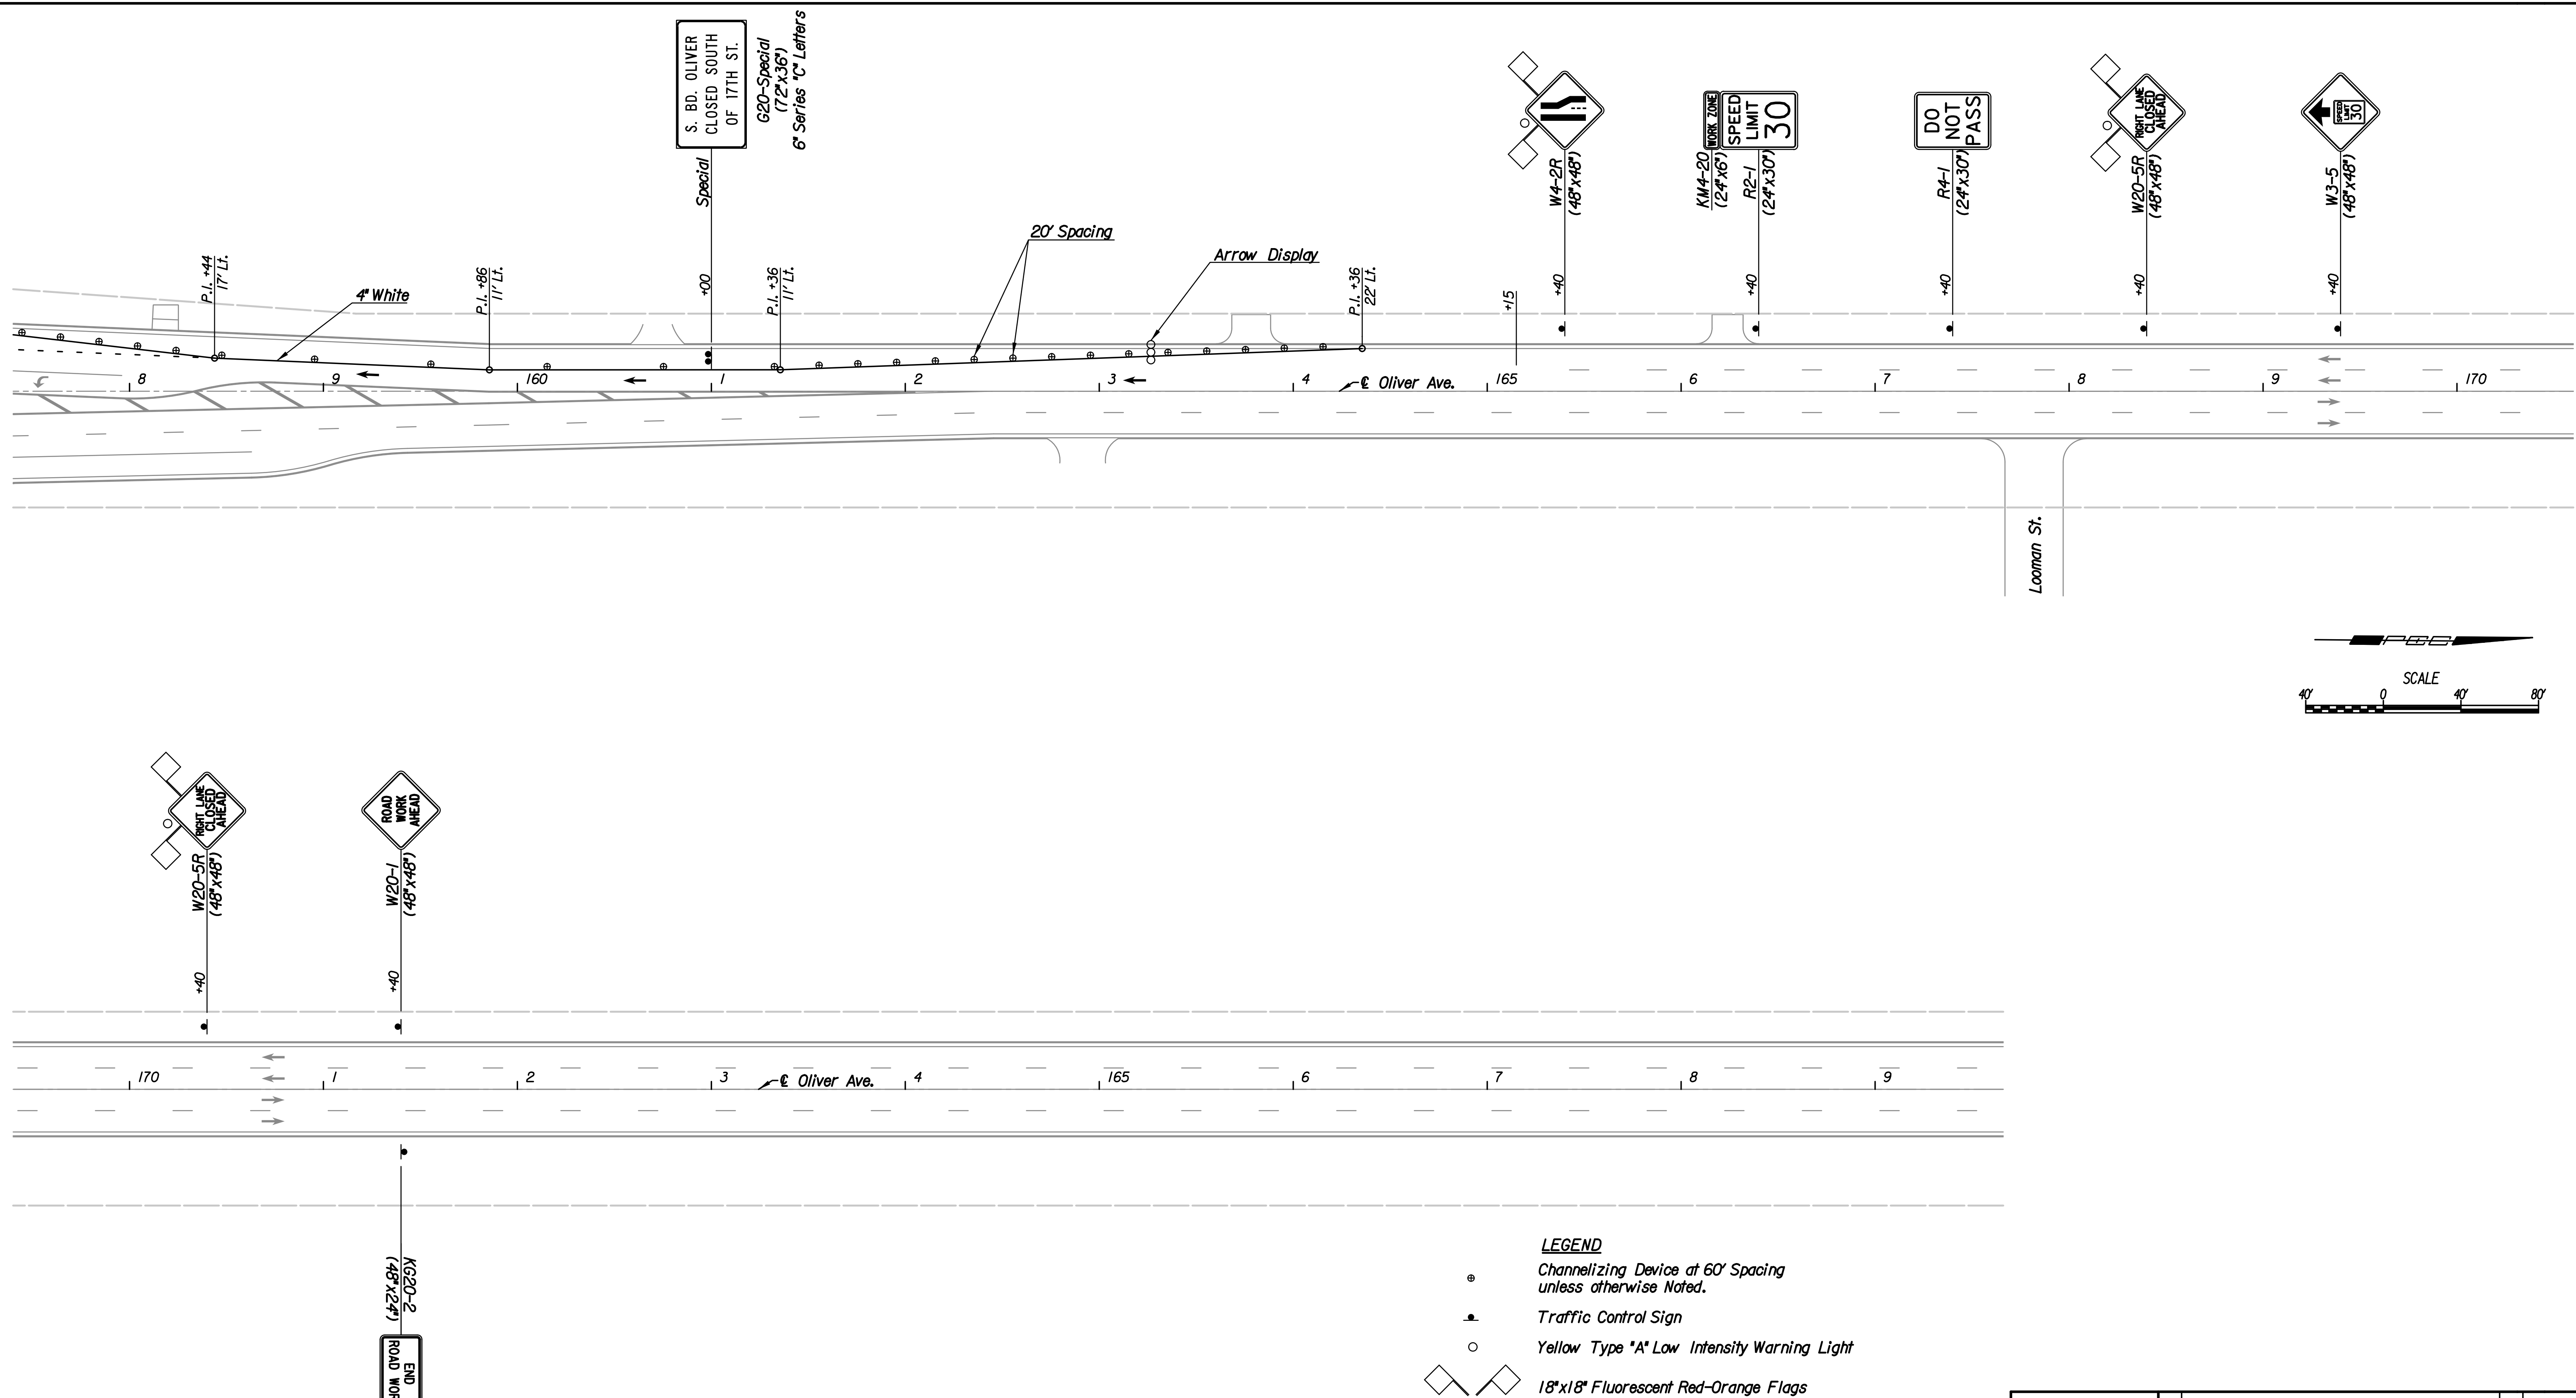 S. BD. OLIVER
CLOSED SOUTH
OF 17TH ST.
G20-Special
(72"x36")
6" Series "C" Letters
Special
+00
W4-2R
(48"x48")
+40
WORK ZONE
SPEED
LIMIT
30
KM4-20
(24"x6")
R2-1
(24"x30")
+40
DO
NOT
PASS
R4-1
(24"x30")
+40
RIGHT LANE
CLOSED
AHEAD
W20-5R
(48"x48")
+40
SPEED
LIMIT
30
W3-5
(48"x48")
+40
P.I. +44
17' Lt.
4" White
P.I. +86
11' Lt.
P.I. +36
11' Lt.
20' Spacing
Arrow Display
P.I. +36
22' Lt.
+15
8 9 160 1 2 3 4 165 6 7 8 9 170
℄ Oliver Ave.
Looman St.
SCALE
40' 0 40' 80'
RIGHT LANE
CLOSED
AHEAD
W20-5R
(48"x48")
+40
ROAD
WORK
AHEAD
W20-1
(48"x48")
+40
170 1 2 3 4 165 6 7 8 9
℄ Oliver Ave.
KG20-2
(48"x24")
END
ROAD WOR
LEGEND
Channelizing Device at 60' Spacing
unless otherwise Noted.
Traffic Control Sign
Yellow Type "A" Low Intensity Warning Light
18"x18" Fluorescent Red-Orange Flags